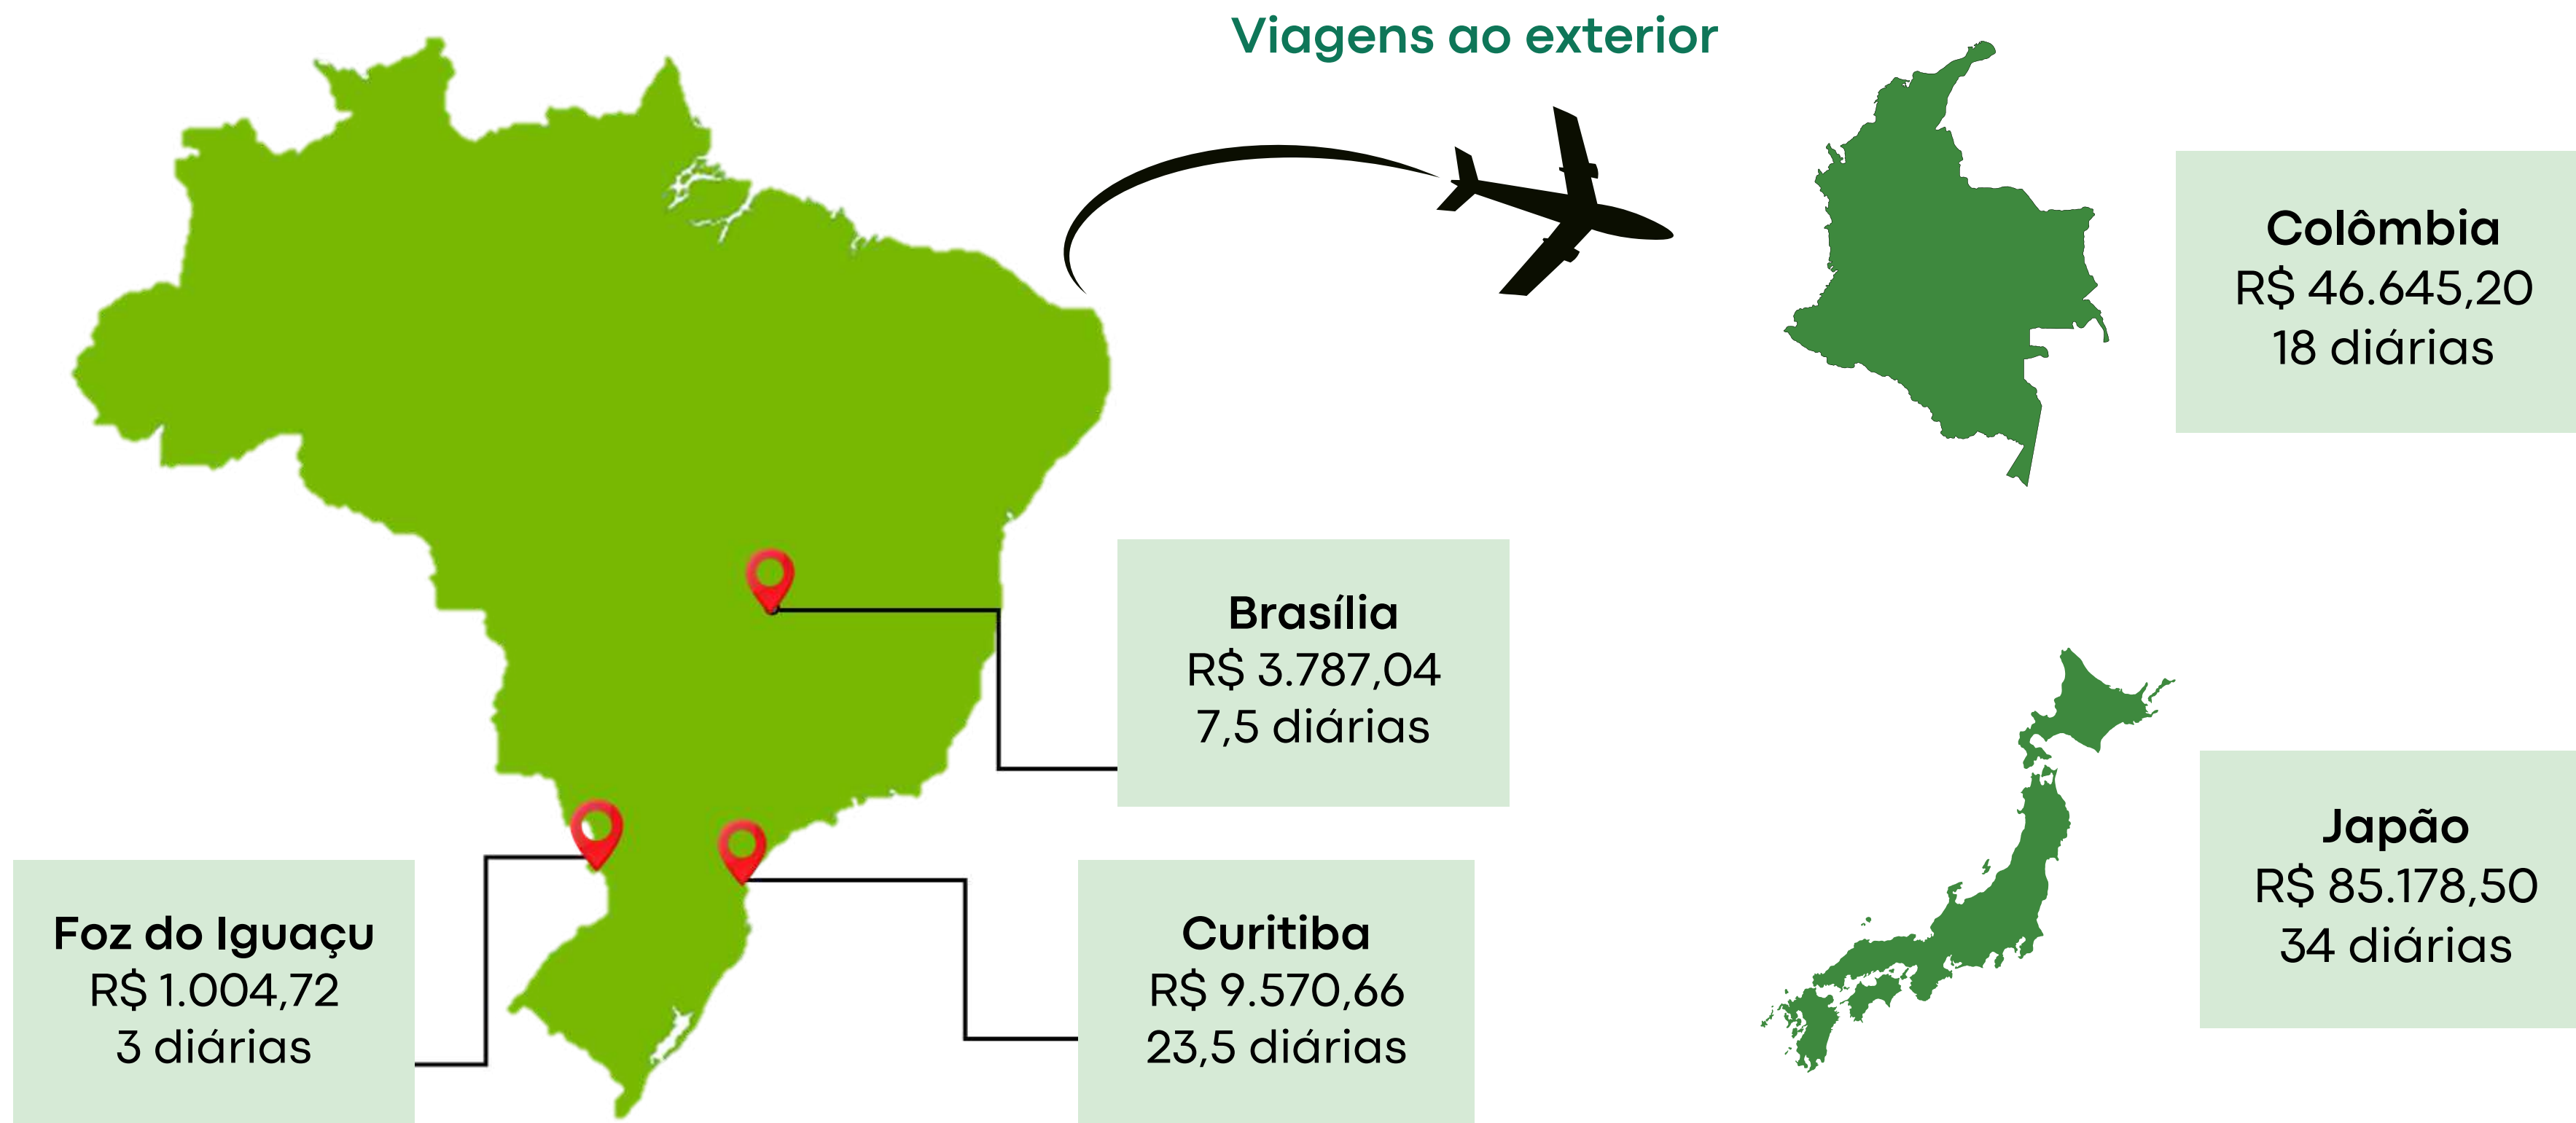 Viagens ao exterior
Colômbia
R$ 46.645,20
18 diárias
Brasília
R$ 3.787,04
7,5 diárias
Japão
R$ 85.178,50
34 diárias
Foz do Iguaçu
R$ 1.004,72
3 diárias
Curitiba
R$ 9.570,66
23,5 diárias